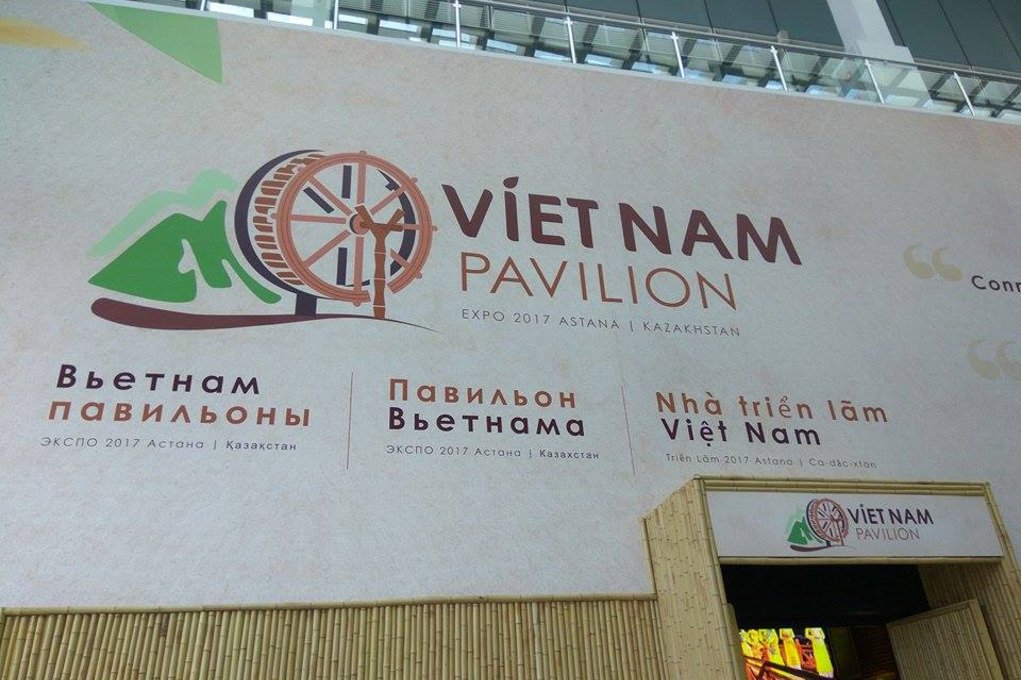 VIET NAM
PAVILION
EXPO 2017 ASTANA | KAZAKHSTAN
Вьетнам
павильоны
ЭКСПО 2017 Астана | Қазақстан
Павильон
Вьетнама
ЭКСПО 2017 Астана | Казахстан
Nhà triển lãm
Việt Nam
Triển Lãm 2017 Astana | Ca-dắc-xtan
““
““
VIET NAM
PAVILION